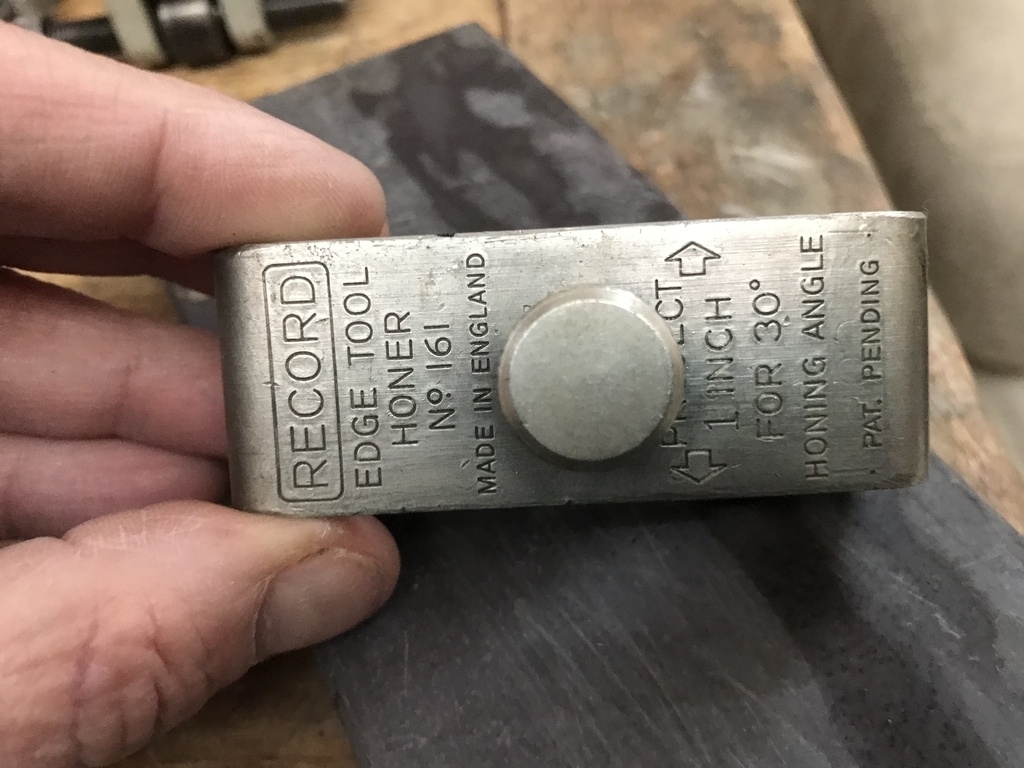 RECORD
EDGE TOOL
HONER
Nº 161
MADE IN ENGLAND
1 INCH
FOR 30°
HONING ANGLE
PAT. PENDING